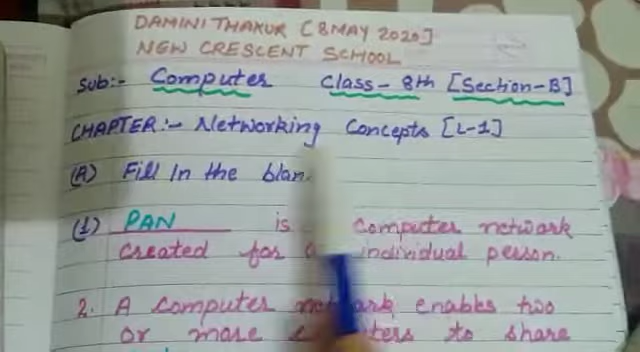 DAMINI THAKUR [8 MAY 2020]
NEW CRESCENT SCHOOL
Sub:- Computer Class - 8th [Section-B]
CHAPTER:- Networking Concepts [L-1]
(A) Fill In the
(1) PAN is computer network
created for individual person.
2. A computer enables two
or more to share